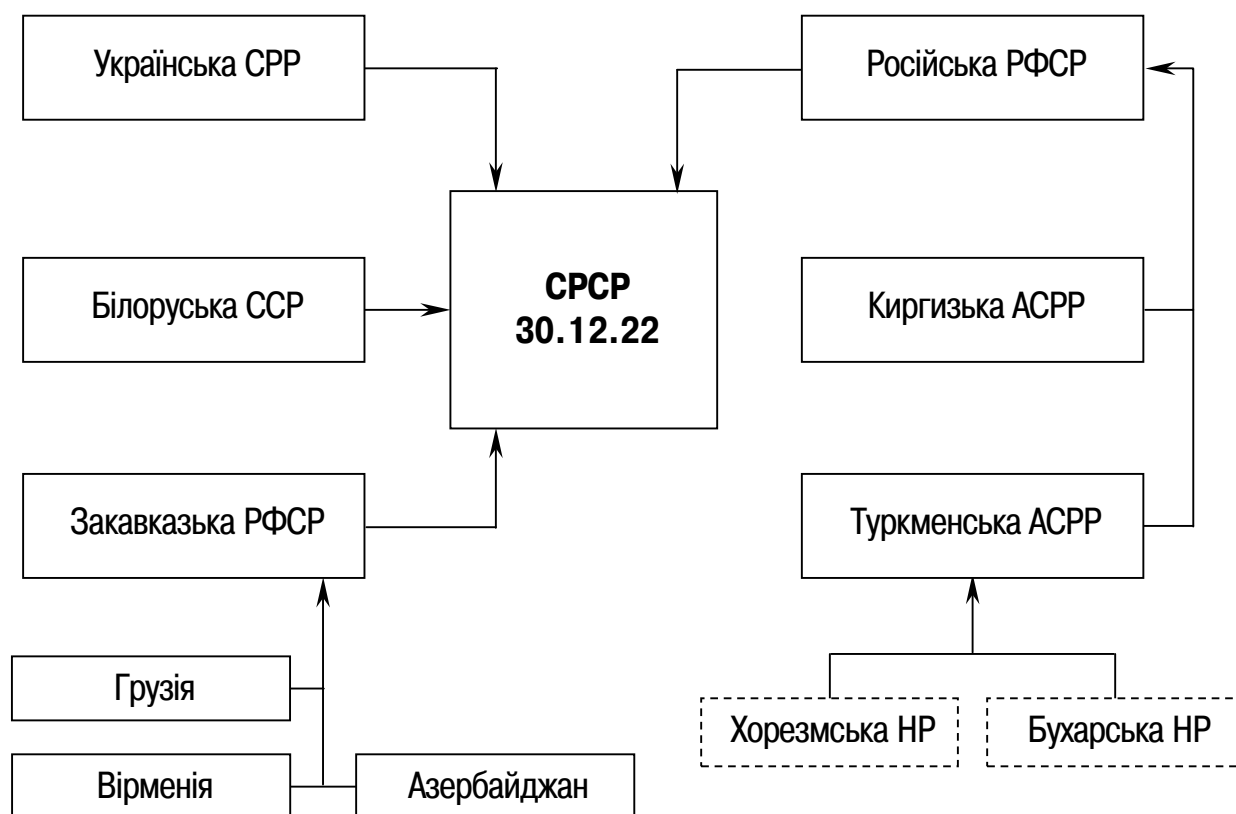 Українська СРР
Російська РФСР
СРСР
30.12.22
Білоруська ССР
Киргизька АСРР
Закавказька РФСР
Туркменська АСРР
Грузія
Хорезмська НР
Бухарська НР
Вірменія
Азербайджан